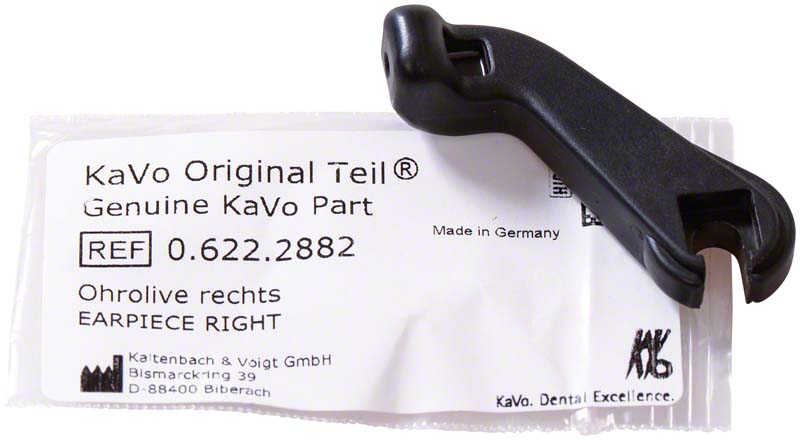 KaVo Original Teil®
Genuine KaVo Part
REF 0.622.2882
Made in Germany
Ohrolive rechts
EARPIECE RIGHT
Kaltenbach & Voigt GmbH
Bismarckring 39
D-88400 Biberach
KaVo
KaVo. Dental Excellence.